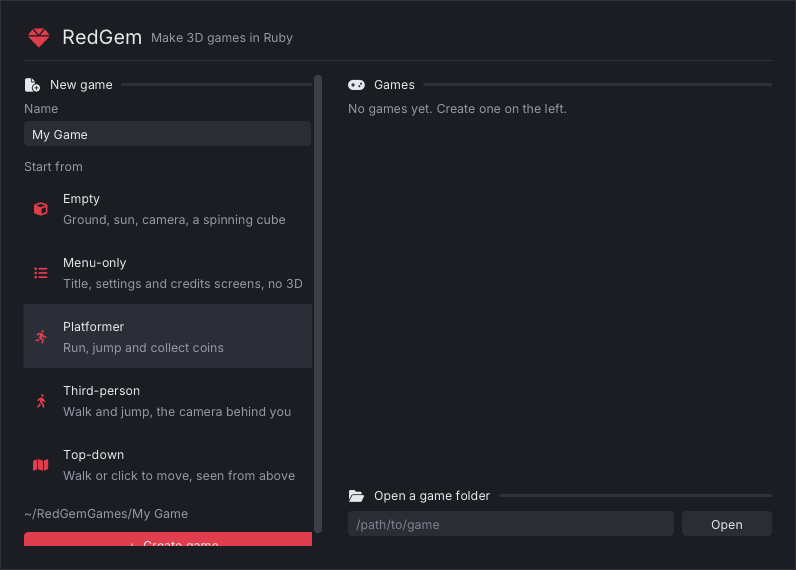 RedGem Make 3D games in Ruby
New game
Name
My Game
Start from
Empty
Ground, sun, camera, a spinning cube
Menu-only
Title, settings and credits screens, no 3D
Platformer
Run, jump and collect coins
Third-person
Walk and jump, the camera behind you
Top-down
Walk or click to move, seen from above
~/RedGemGames/My Game
+ Create game
Games
No games yet. Create one on the left.
Open a game folder
/path/to/game
Open